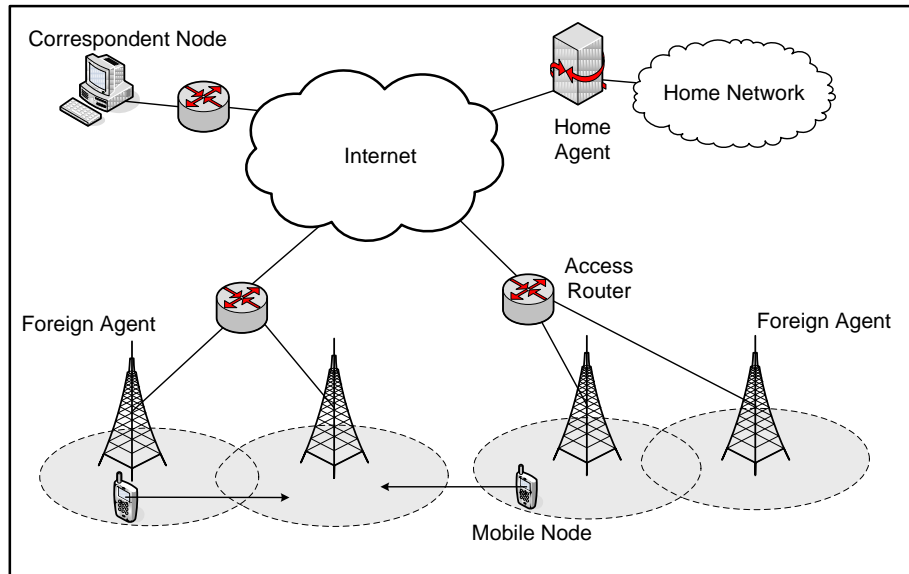 Correspondent Node
Home Network
Home
Agent
Internet
Access
Router
Foreign Agent
Foreign Agent
Mobile Node